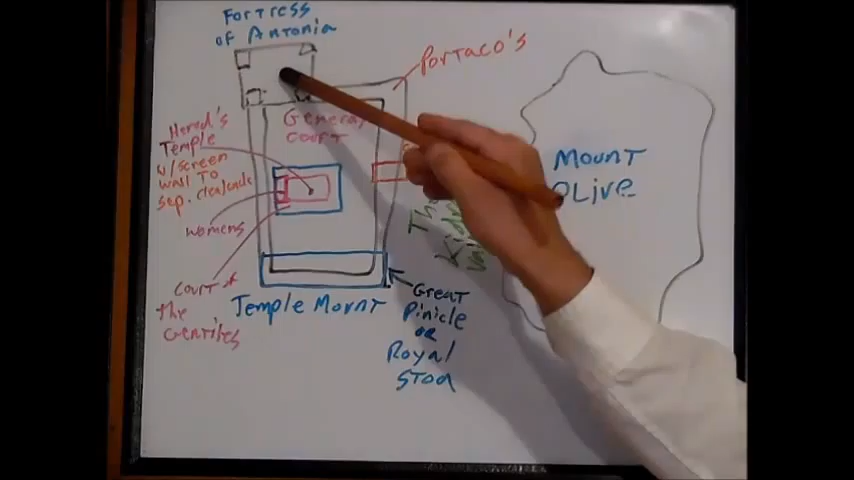 FORTRESS
OF ANTONIA
PORTACO'S
General
COURT
Herod's
Temple
w/screen
wall TO
Sep.
womens
COURT of
The
Gentiles
Temple MOUNT
GREAT
Pinicle
OR
Royal
STOA
MOUNT
OLive